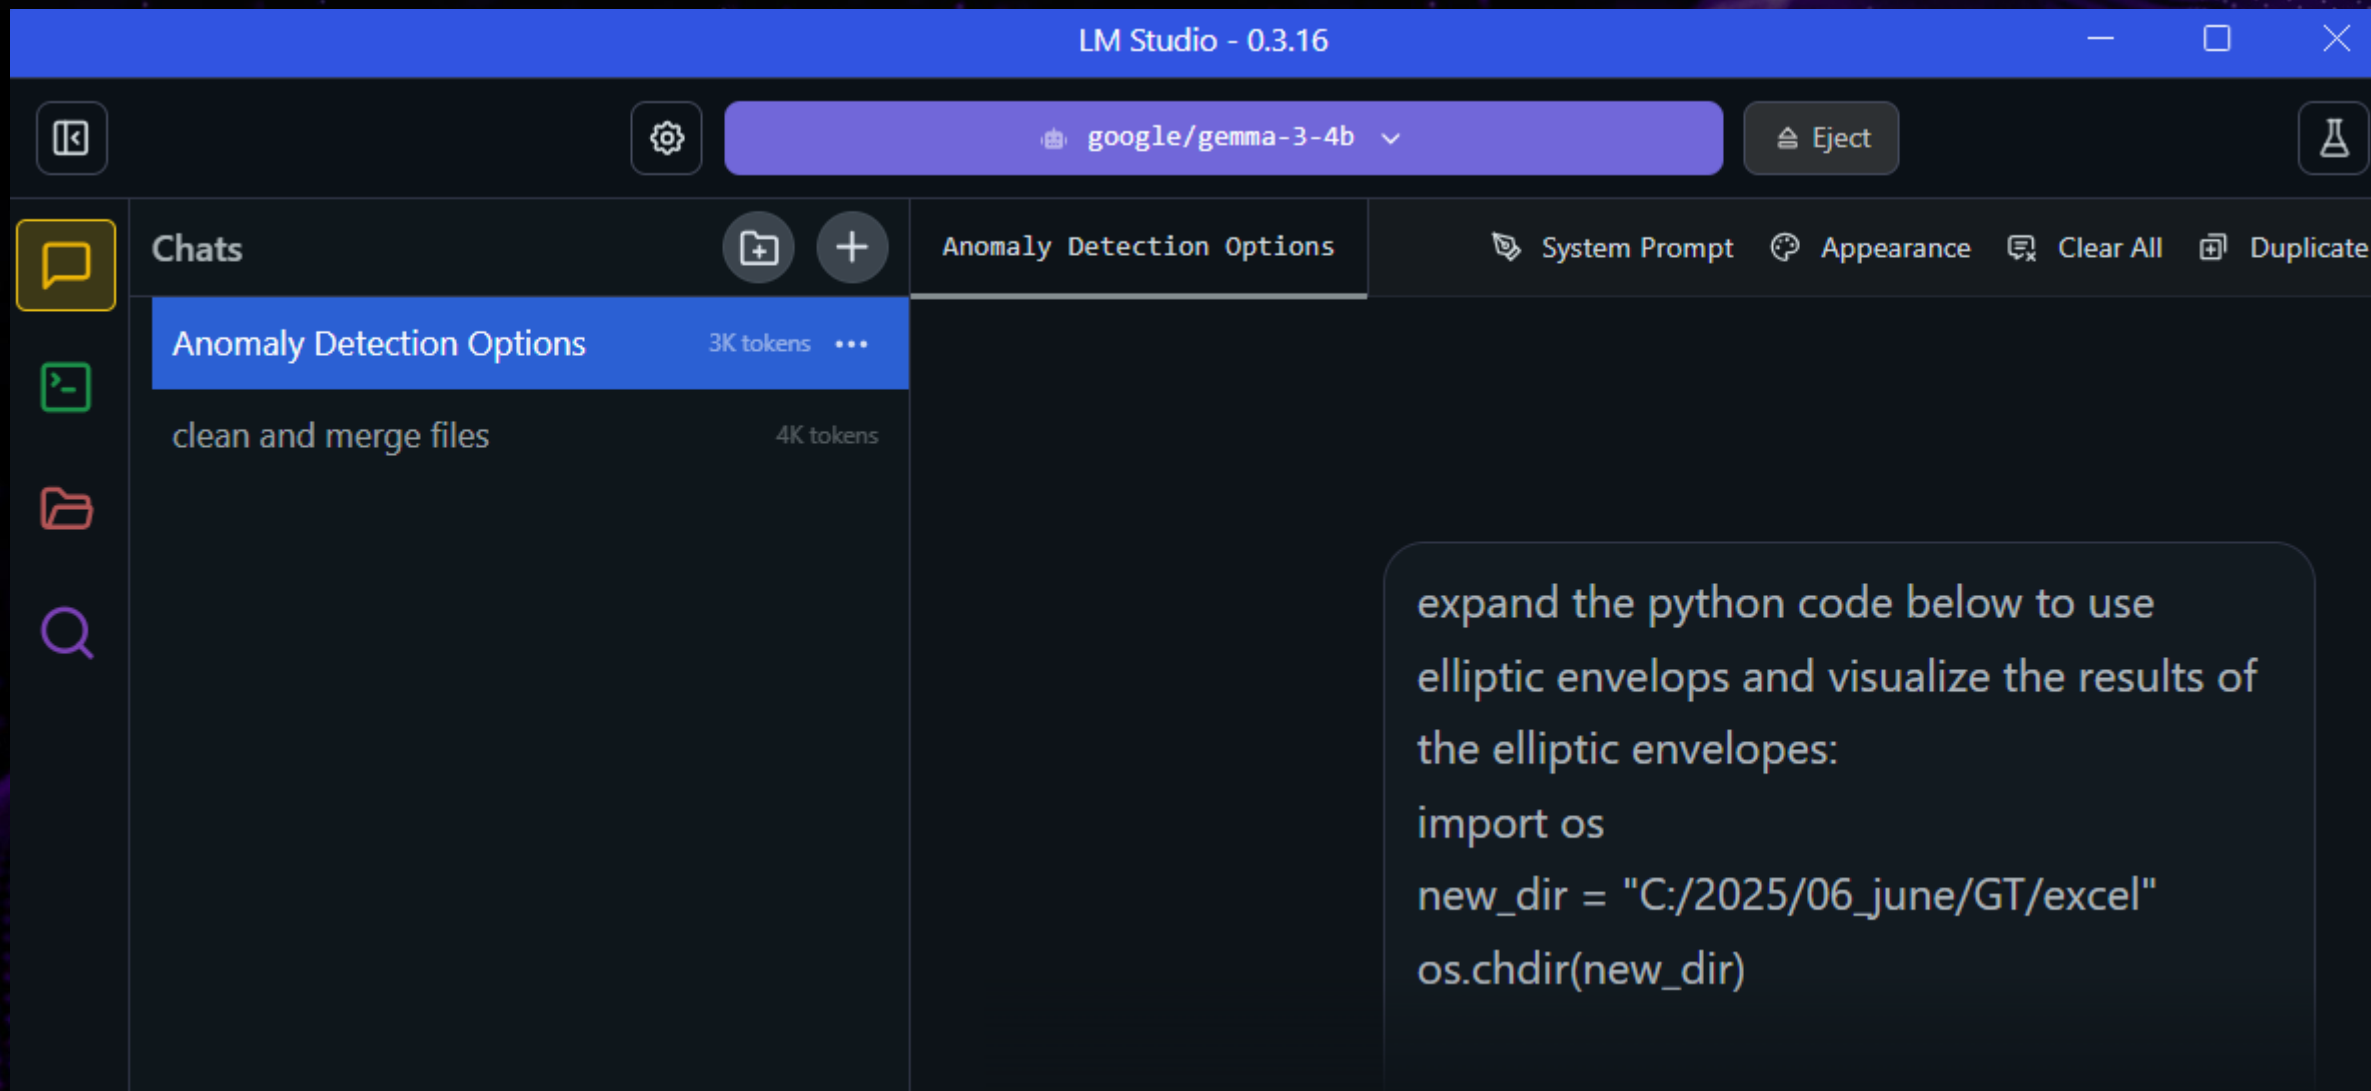 LM Studio - 0.3.16
google/gemma-3-4b
Eject
Chats
Anomaly Detection Options
System Prompt
Appearance
Clear All
Duplicate
Anomaly Detection Options
3K tokens
clean and merge files
4K tokens
expand the python code below to use
elliptic envelops and visualize the results of
the elliptic envelopes:
import os
new_dir = "C:/2025/06_june/GT/excel"
os.chdir(new_dir)